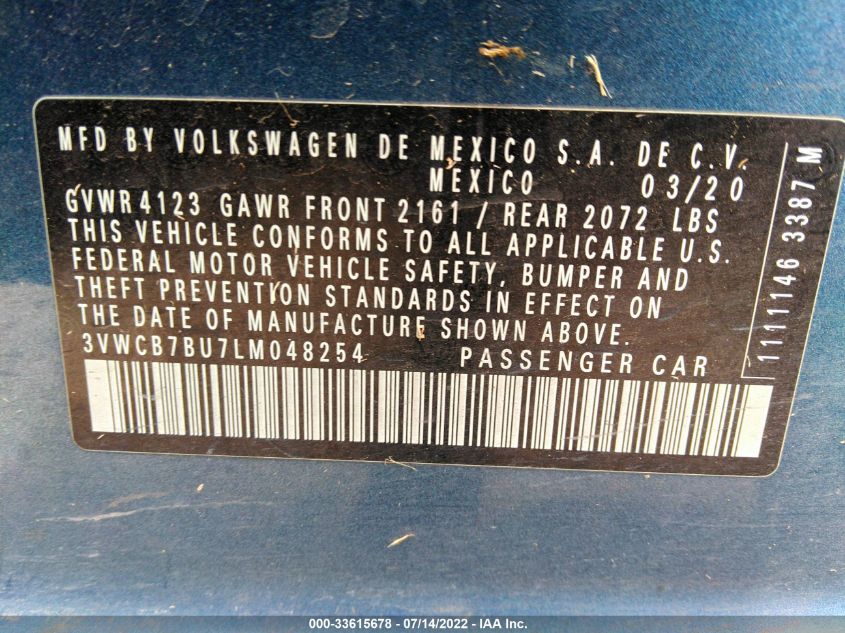 MFD BY VOLKSWAGEN DE MEXICO S.A. DE C.V.
MEXICO 03/20
GVWR 4123 GAWR FRONT 2161 / REAR 2072 LBS
THIS VEHICLE CONFORMS TO ALL APPLICABLE U.S.
FEDERAL MOTOR VEHICLE SAFETY, BUMPER AND
THEFT PREVENTION STANDARDS IN EFFECT ON
THE DATE OF MANUFACTURE SHOWN ABOVE.
3VWCB7BU7LM048254 PASSENGER CAR
1111146 3387 M
000-33615678 - 07/14/2022 - IAA Inc.